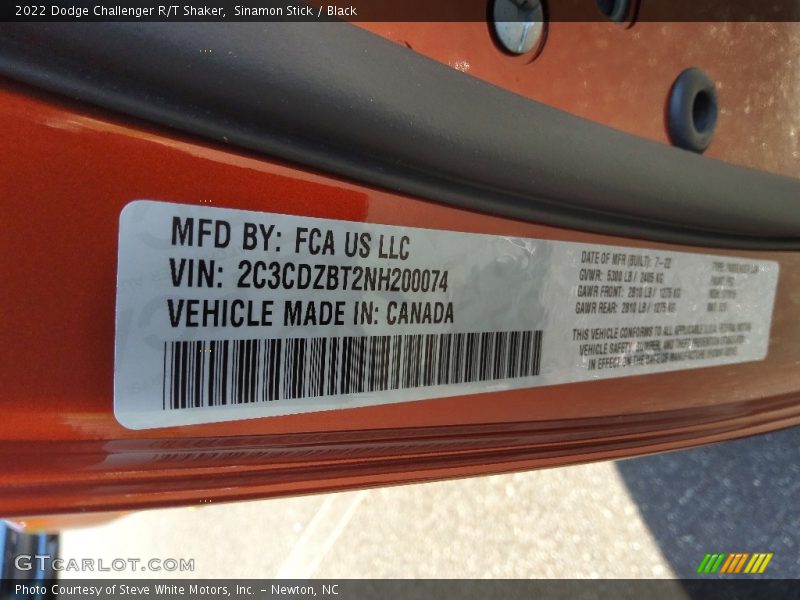 2022 Dodge Challenger R/T Shaker,  Sinamon Stick / Black
MFD BY: FCA US LLC
VIN: 2C3CDZBT2NH200074
VEHICLE MADE IN: CANADA
DATE OF MFR (BUILT): 7-22
GVWR: 5300 LB / 2405 KG
GAWR FRONT: 2810 LB / 1275 KG
GAWR REAR: 2810 LB / 1275 KG
THIS VEHICLE CONFORMS TO ALL APPLICABLE U.S.A. FEDERAL MOTOR
VEHICLE SAFETY, BUMPER, AND THEFT PREVENTION STANDARDS
IN EFFECT ON THE DATE OF MANUFACTURE SHOWN ABOVE.
GTCARLOT.COM
Photo Courtesy of Steve White Motors, Inc. – Newton, NC